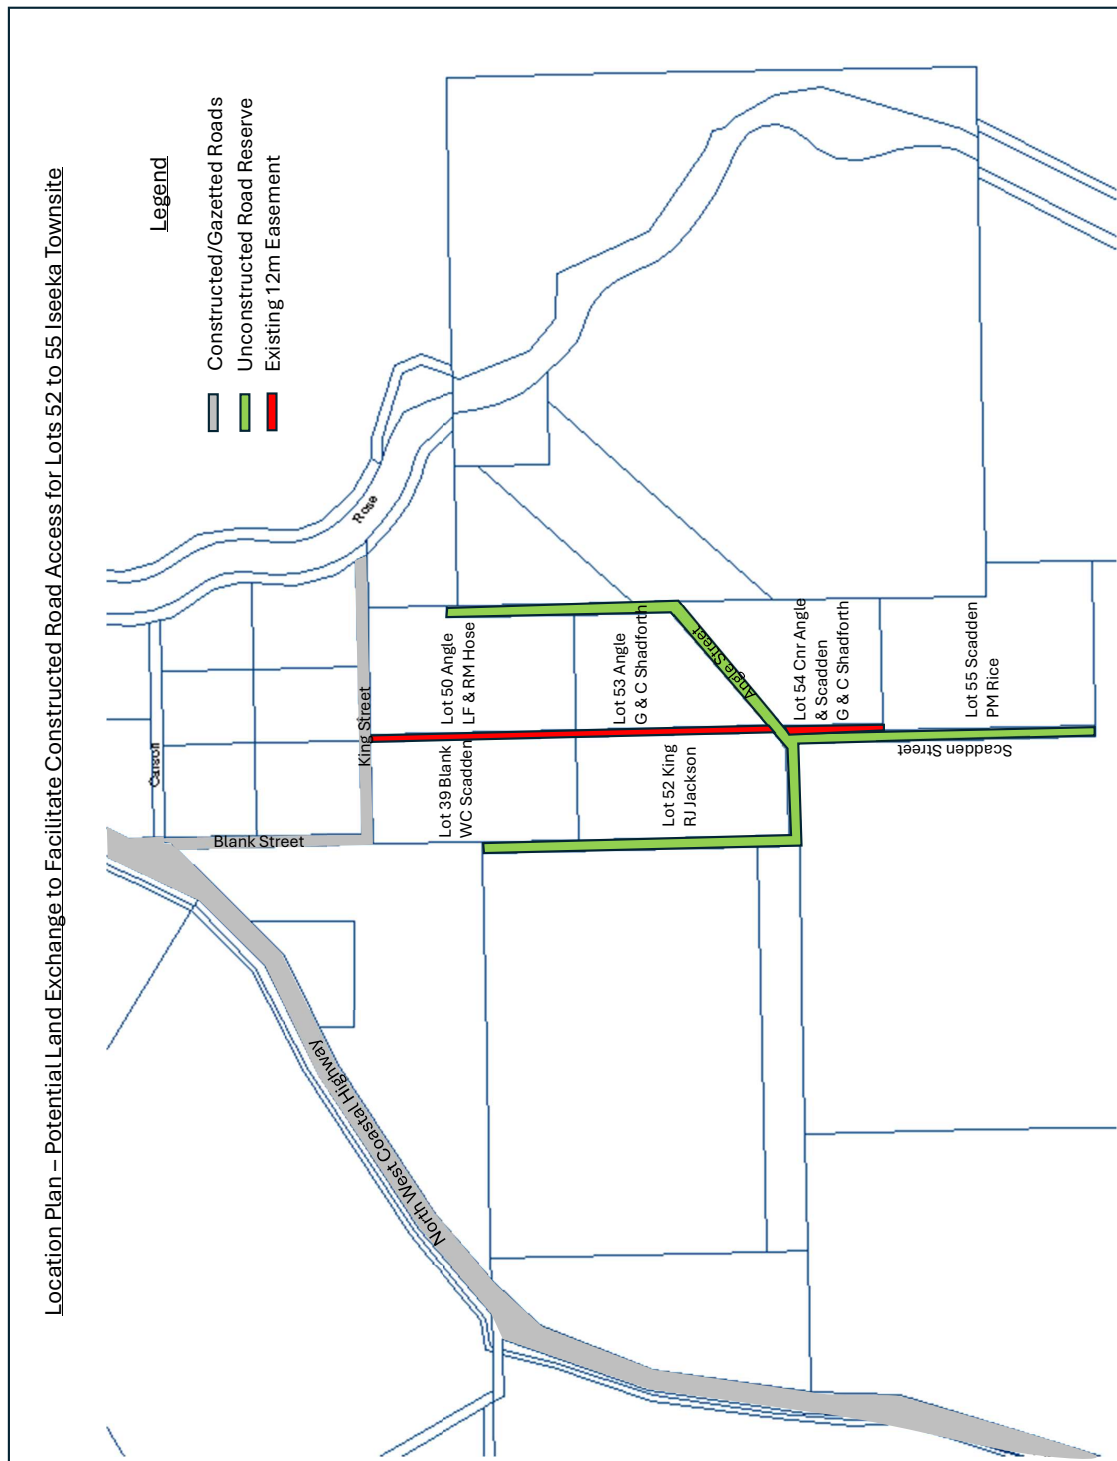 Location Plan – Potential Land Exchange to Facilitate Constructed Road Access for Lots 52 to 55 Iseeka Townsite
Legend
Constructed/Gazetted Roads
Unconstructed Road Reserve
Existing 12m Easement
Rose
Carson
King Street
Blank Street
Lot 50 Angle
LF & RM Hose
Lot 53 Angle
G & C Shadforth
Angle Street
Lot 54 Cnr Angle
& Scadden
G & C Shadforth
Lot 55 Scadden
PM Rice
Lot 39 Blank
WC Scadden
Lot 52 King
RJ Jackson
Scadden Street
North West Coastal Highway